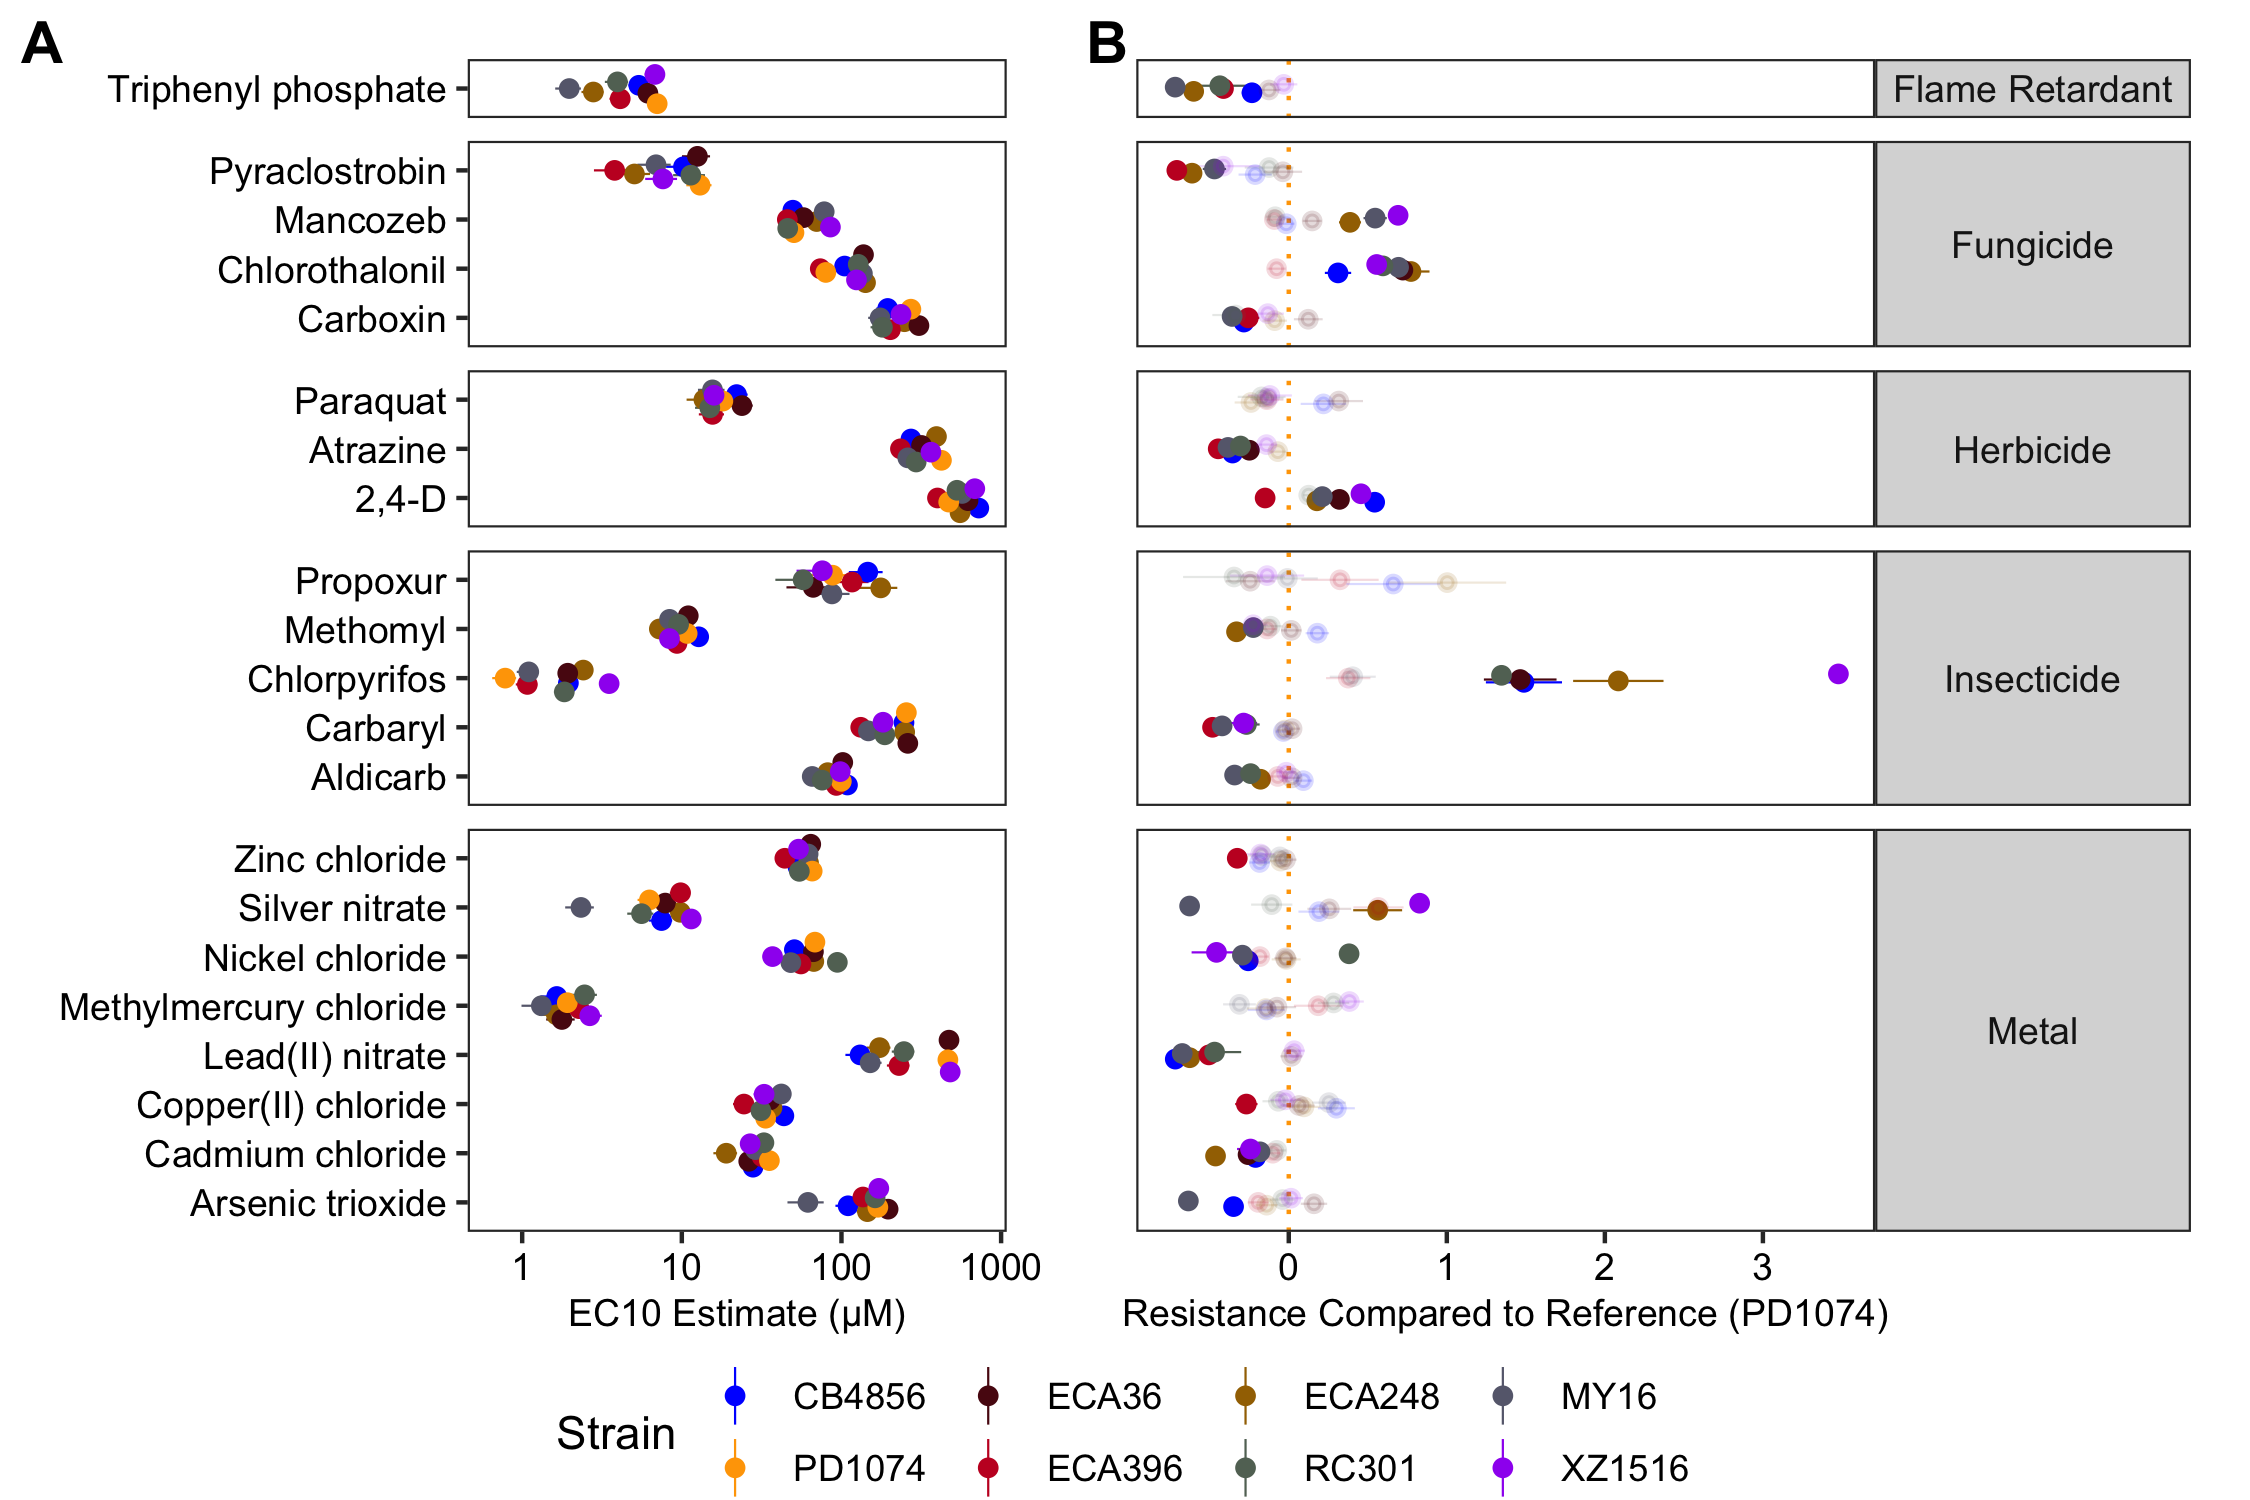 A
B
Triphenyl phosphate
Flame Retardant
Pyraclostrobin
Mancozeb
Chlorothalonil
Carboxin
Fungicide
Paraquat
Atrazine
2,4-D
Herbicide
Propoxur
Methomyl
Chlorpyrifos
Carbaryl
Aldicarb
Insecticide
Zinc chloride
Silver nitrate
Nickel chloride
Methylmercury chloride
Lead(II) nitrate
Copper(II) chloride
Cadmium chloride
Arsenic trioxide
Metal
1 10 100 1000
EC10 Estimate (µM)
0 1 2 3
Resistance Compared to Reference (PD1074)
Strain
CB4856 ECA36 ECA248 MY16
PD1074 ECA396 RC301 XZ1516